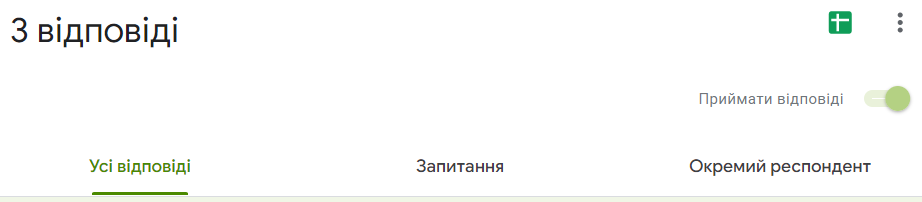 3 відповіді
Приймати відповіді
Усі відповіді
Запитання
Окремий респондент